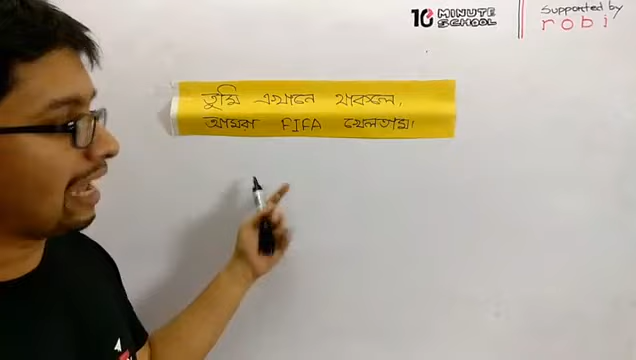 10 MINUTE SCHOOL
Supported by
robi
তুমি এখানে থাকলে,
আমরা FIFA খেলতাম।